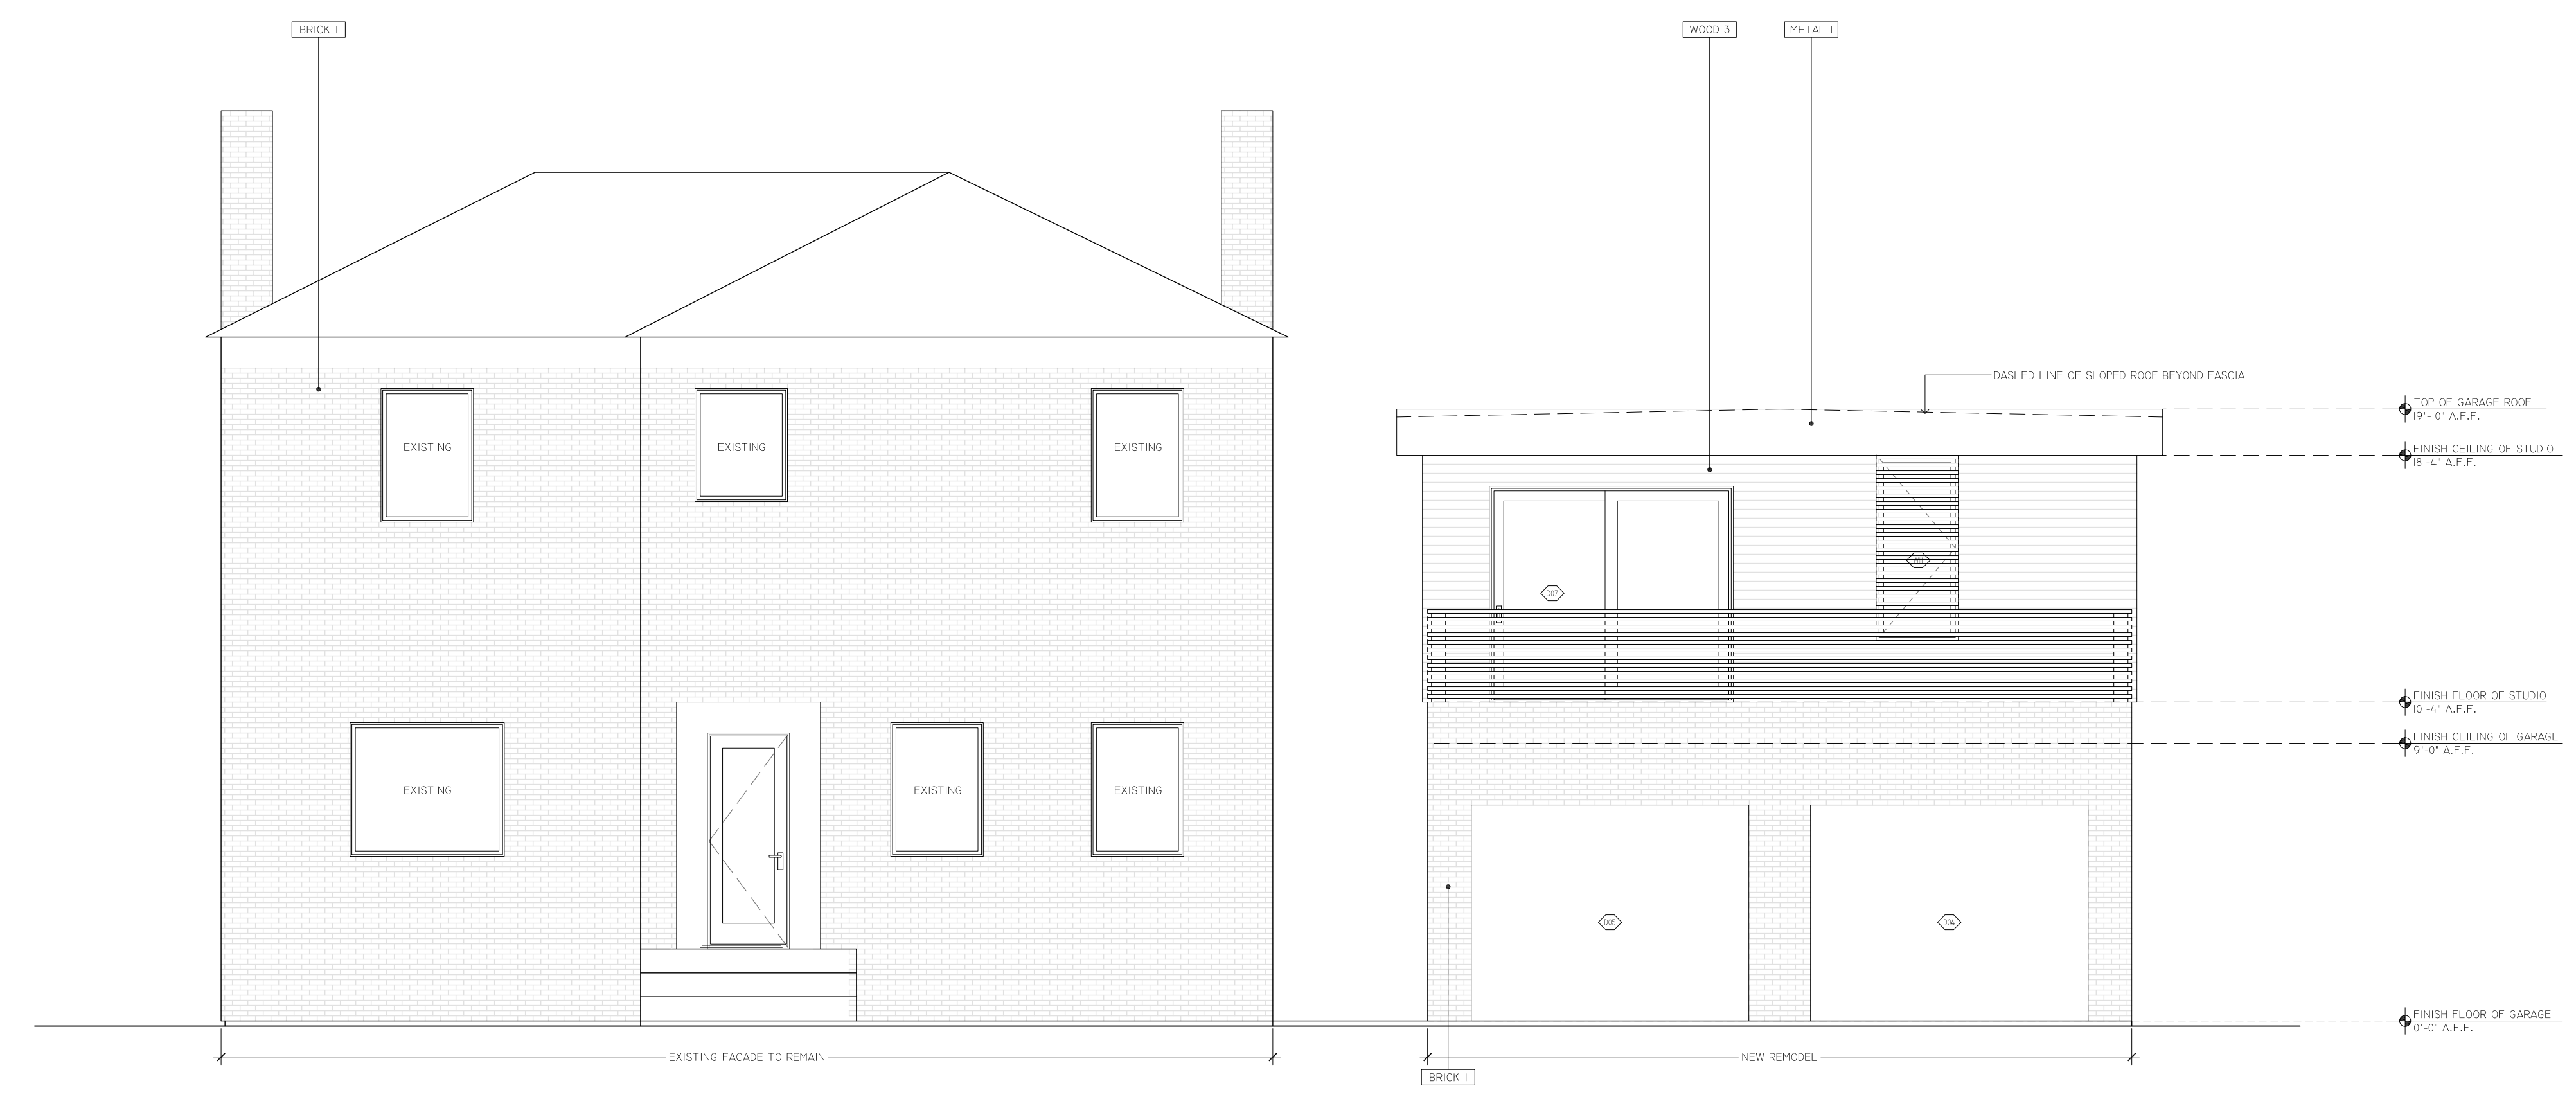 BRICK 1
WOOD 3
METAL 1
DASHED LINE OF SLOPED ROOF BEYOND FASCIA
TOP OF GARAGE ROOF
19'-10" A.F.F.
EXISTING
EXISTING
EXISTING
FINISH CEILING OF STUDIO
18'-4" A.F.F.
D07
FINISH FLOOR OF STUDIO
10'-4" A.F.F.
FINISH CEILING OF GARAGE
9'-0" A.F.F.
EXISTING
EXISTING
EXISTING
D05
D04
FINISH FLOOR OF GARAGE
0'-0" A.F.F.
EXISTING FACADE TO REMAIN
NEW REMODEL
BRICK 1